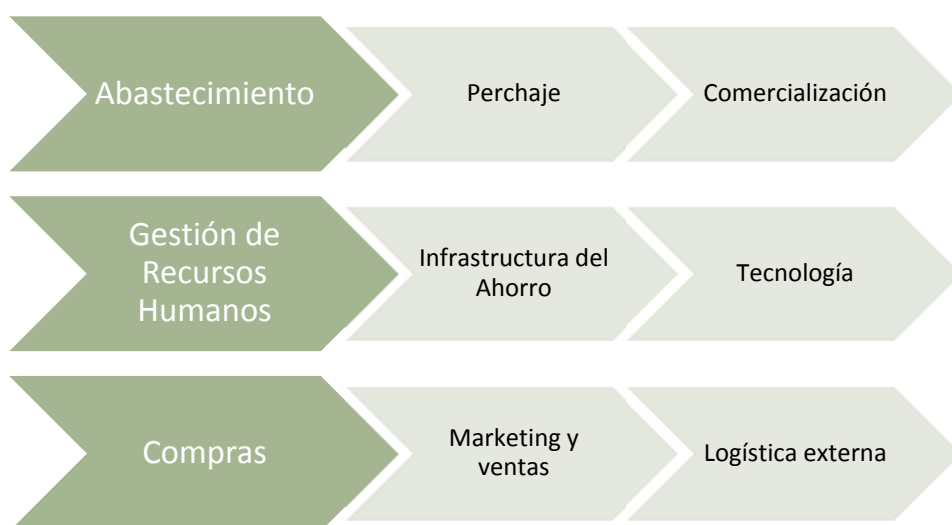 Abastecimiento
Perchaje
Comercialización
Gestión de
Recursos
Humanos
Infrastructura del
Ahorro
Tecnología
Compras
Marketing y
ventas
Logística externa